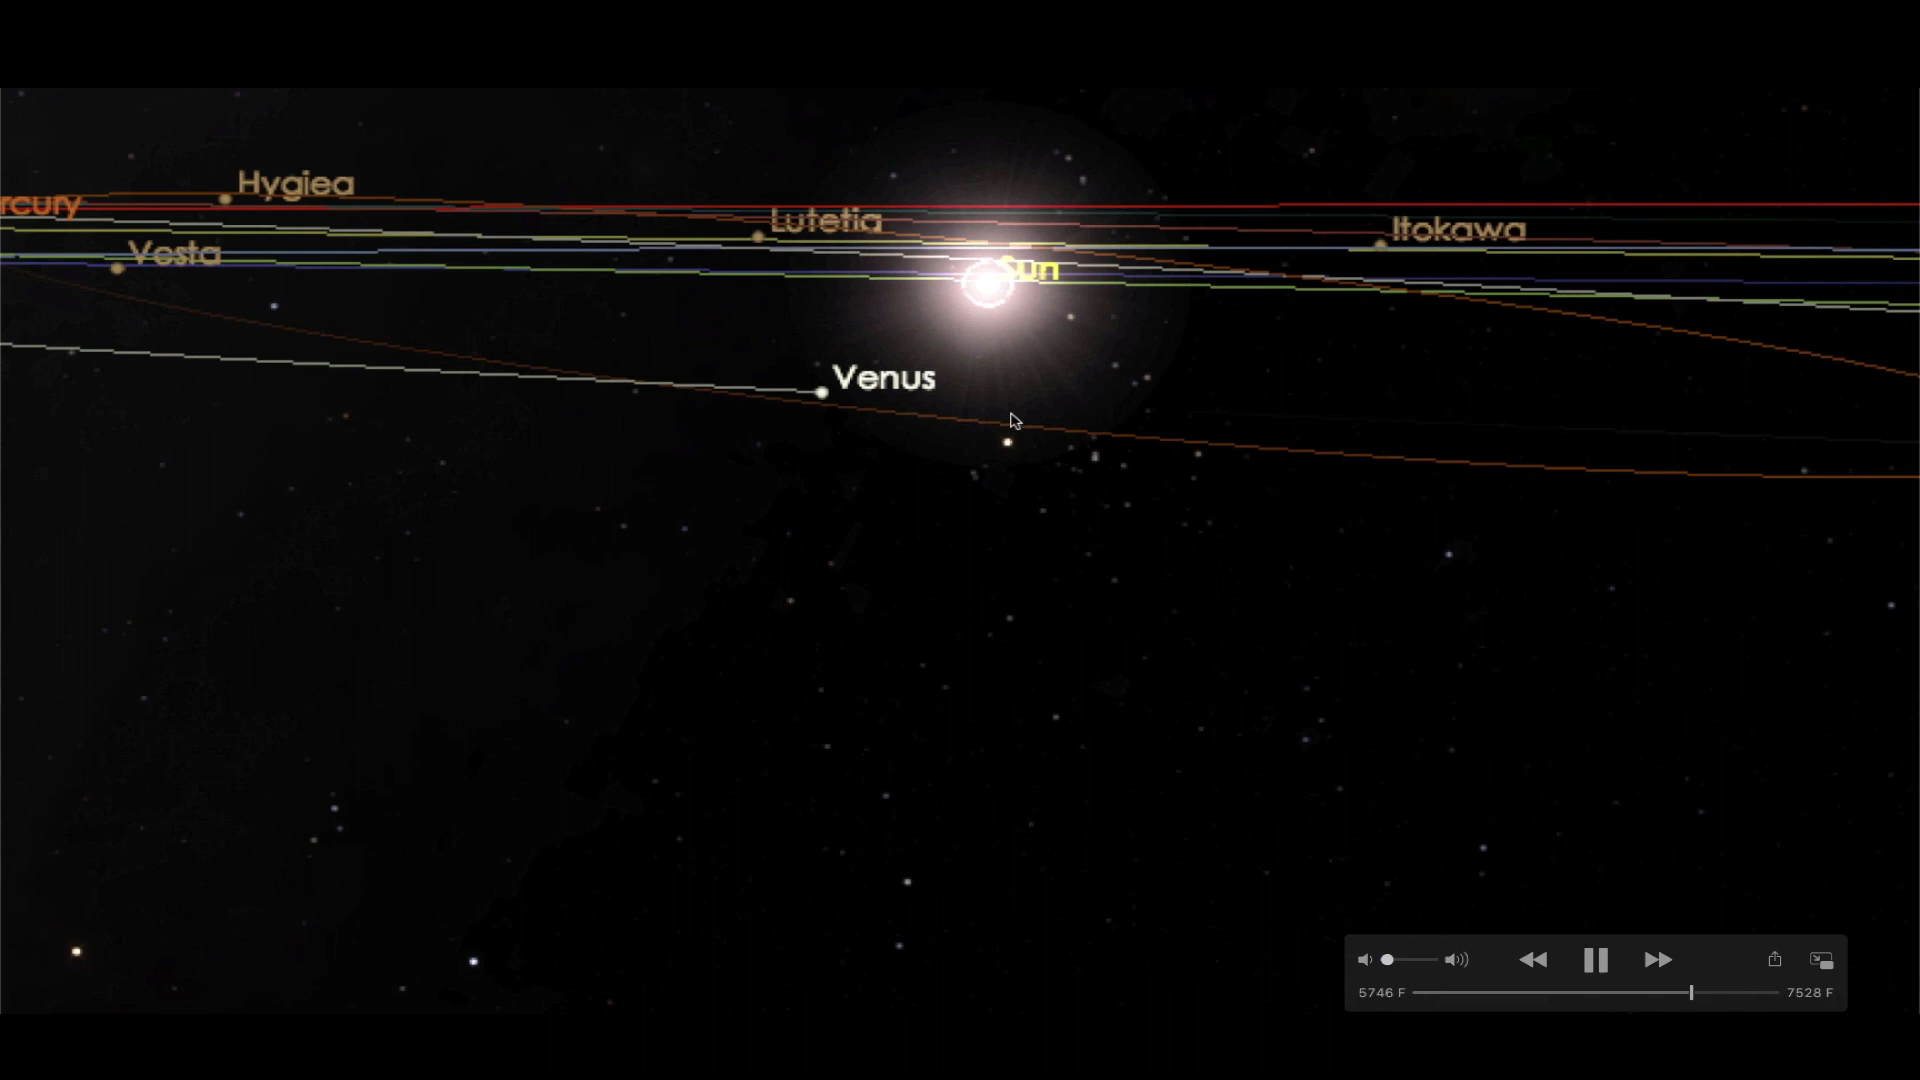 Hygiea
rcury
Lutetia
Itokawa
Vesta
Sun
Venus
5746 F
7528 F